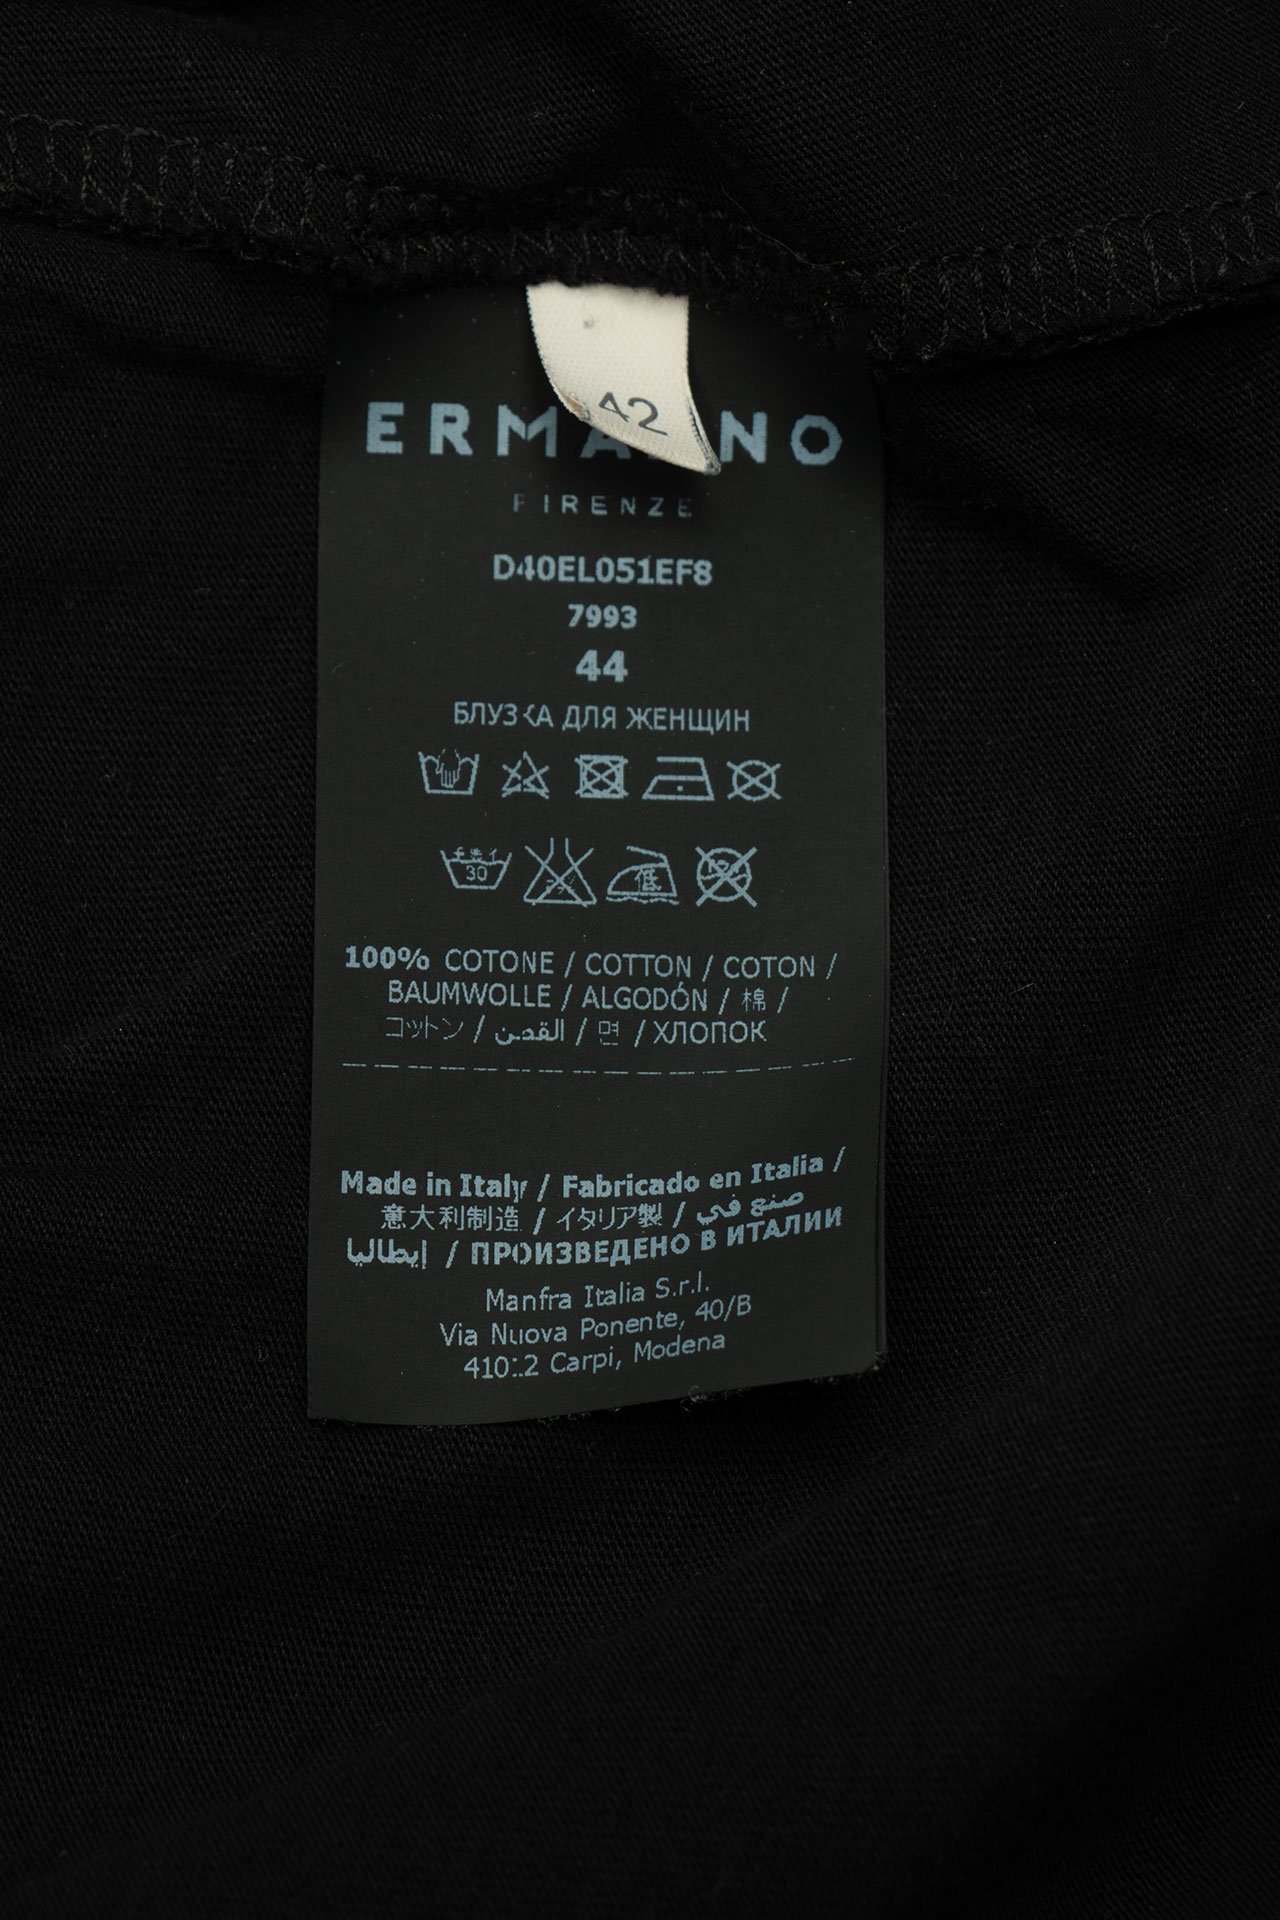 42
ERMANNO
FIRENZE
D40EL051EF8
7993
44
БЛУЗКА ДЛЯ ЖЕНЩИН
30
低
100% COTONE / COTTON / COTON /
BAUMWOLLE / ALGODÓN / 棉 /
コットン / القطن / 면 / ХЛОПОК
Made in Italy / Fabricado en Italia /
意大利制造 / イタリア製 / صنع في
إيطاليا / ПРОИЗВЕДЕНО В ИТАЛИИ
Manfra Italia S.r.l.
Via Nuova Ponente, 40/B
41012 Carpi, Modena